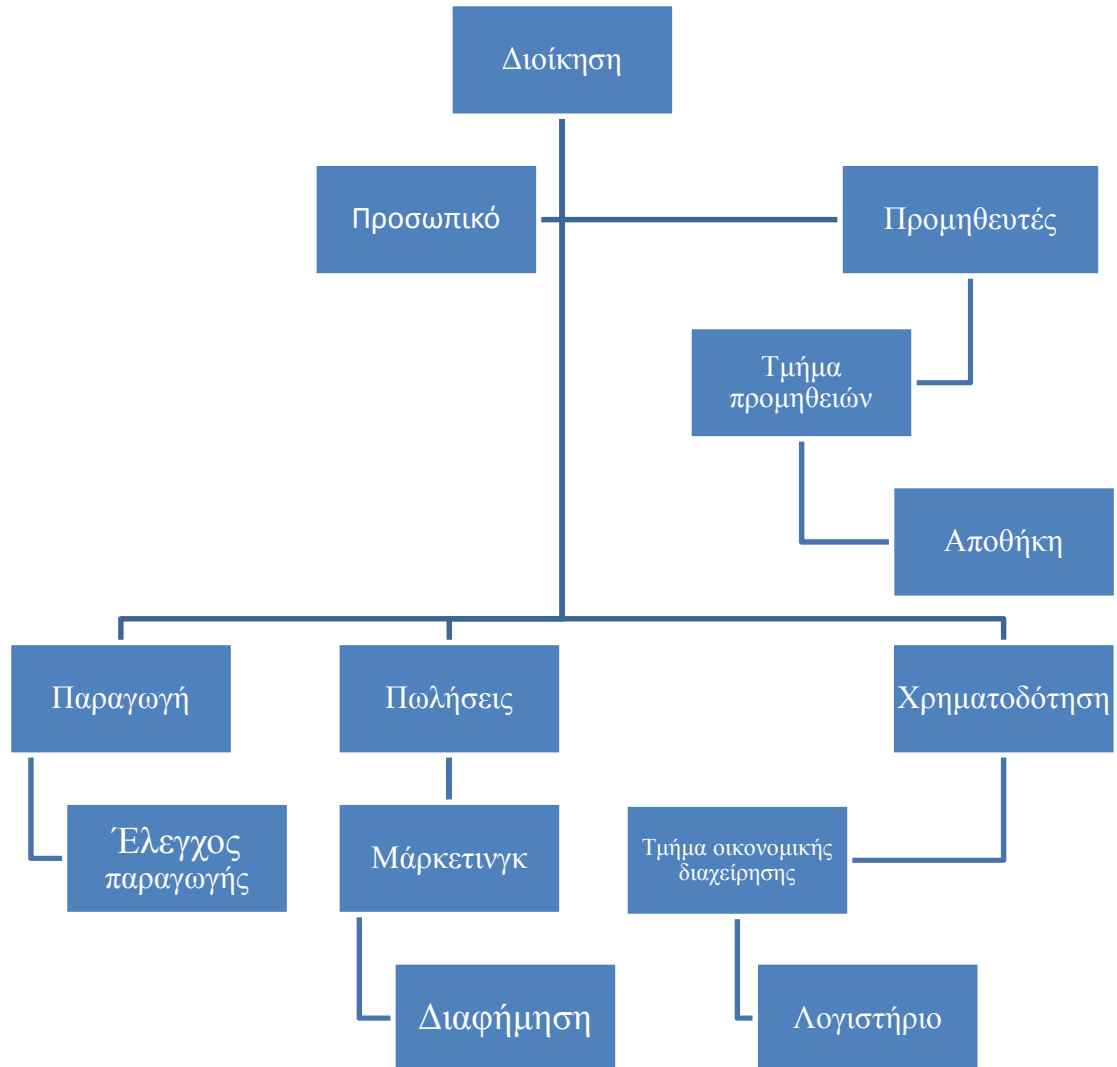 Διοίκηση
Προσωπικό
Προμηθευτές
Τμήμα
προμηθειών
Αποθήκη
Παραγωγή
Πωλήσεις
Χρηματοδότηση
Έλεγχος
παραγωγής
Μάρκετινγκ
Τμήμα οικονομικής
διαχείρησης
Διαφήμηση
Λογιστήριο